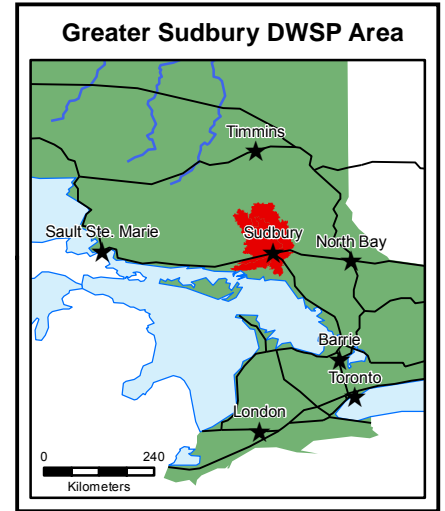 Greater Sudbury DWSP Area
Timmins
Sault Ste. Marie
Sudbury
North Bay
Barrie
Toronto
London
0 240
Kilometers